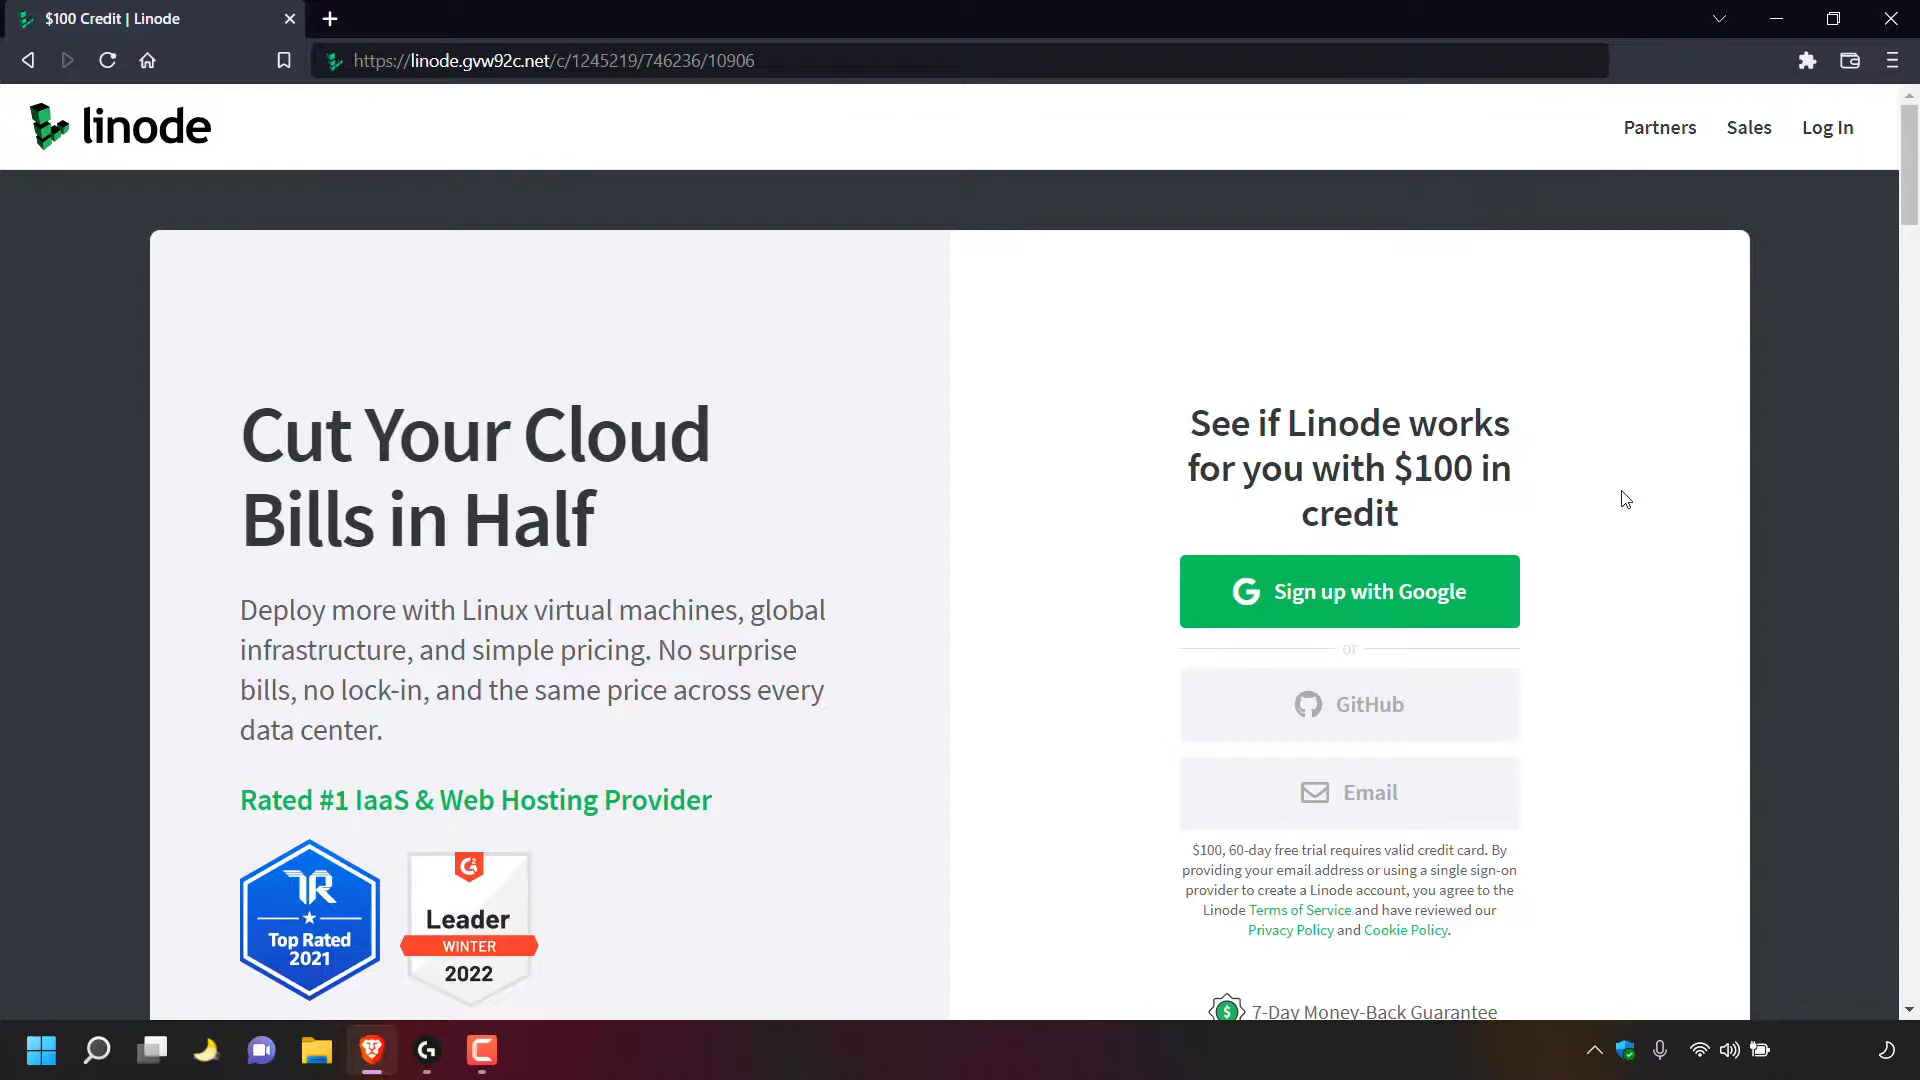 $100 Credit | Linode
https://linode.gvw92c.net/c/1245219/746236/10906
linode
Partners
Sales
Log In
Cut Your Cloud
Bills in Half
Deploy more with Linux virtual machines, global
infrastructure, and simple pricing. No surprise
bills, no lock-in, and the same price across every
data center.
Rated #1 IaaS & Web Hosting Provider
TR
Top Rated
2021
G2
Leader
WINTER
2022
See if Linode works
for you with $100 in
credit
Sign up with Google
or
GitHub
Email
$100, 60-day free trial requires valid credit card. By
providing your email address or using a single sign-on
provider to create a Linode account, you agree to the
Linode Terms of Service and have reviewed our
Privacy Policy and Cookie Policy.
7-Day Money-Back Guarantee